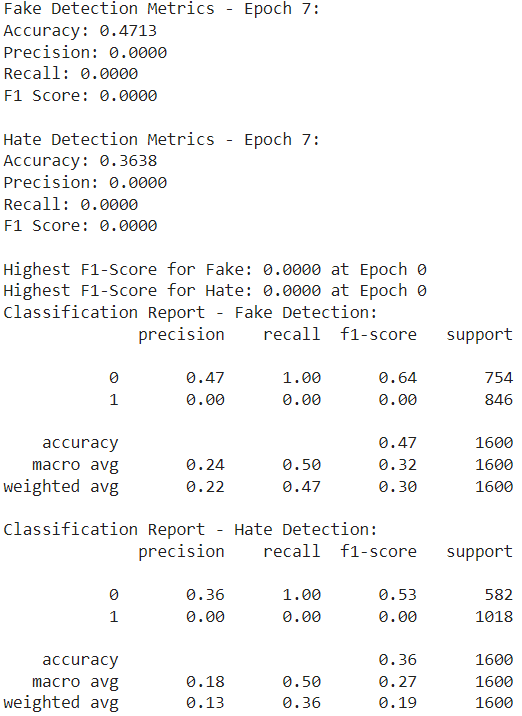 Fake Detection Metrics - Epoch 7:
Accuracy: 0.4713
Precision: 0.0000
Recall: 0.0000
F1 Score: 0.0000

Hate Detection Metrics - Epoch 7:
Accuracy: 0.3638
Precision: 0.0000
Recall: 0.0000
F1 Score: 0.0000

Highest F1-Score for Fake: 0.0000 at Epoch 0
Highest F1-Score for Hate: 0.0000 at Epoch 0
Classification Report - Fake Detection:
              precision    recall  f1-score   support

           0       0.47      1.00      0.64       754
           1       0.00      0.00      0.00       846

    accuracy                           0.47      1600
   macro avg       0.24      0.50      0.32      1600
weighted avg       0.22      0.47      0.30      1600

Classification Report - Hate Detection:
              precision    recall  f1-score   support

           0       0.36      1.00      0.53       582
           1       0.00      0.00      0.00      1018

    accuracy                           0.36      1600
   macro avg       0.18      0.50      0.27      1600
weighted avg       0.13      0.36      0.19      1600